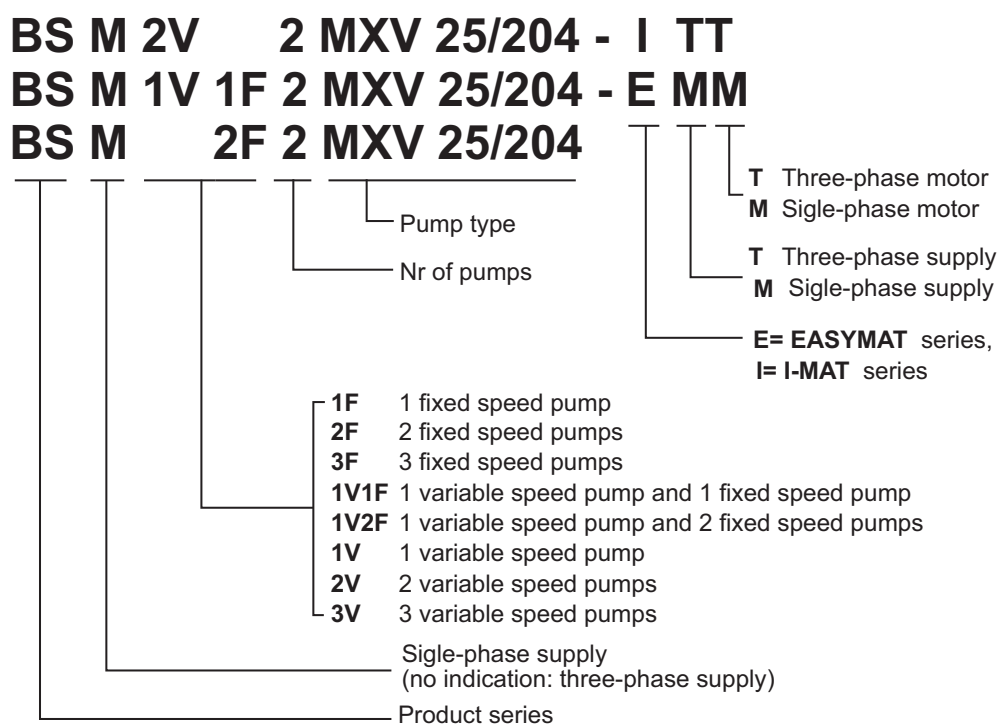 BS M 2V 2 MXV 25/204 - I TT
BS M 1V 1F 2 MXV 25/204 - E MM
BS M 2F 2 MXV 25/204
T Three-phase motor
M Sigle-phase motor
Pump type
T Three-phase supply
Nr of pumps
M Sigle-phase supply
E= EASYMAT series,
I= I-MAT series
1F 1 fixed speed pump
2F 2 fixed speed pumps
3F 3 fixed speed pumps
1V1F 1 variable speed pump and 1 fixed speed pump
1V2F 1 variable speed pump and 2 fixed speed pumps
1V 1 variable speed pump
2V 2 variable speed pumps
3V 3 variable speed pumps
Sigle-phase supply
(no indication: three-phase supply)
Product series